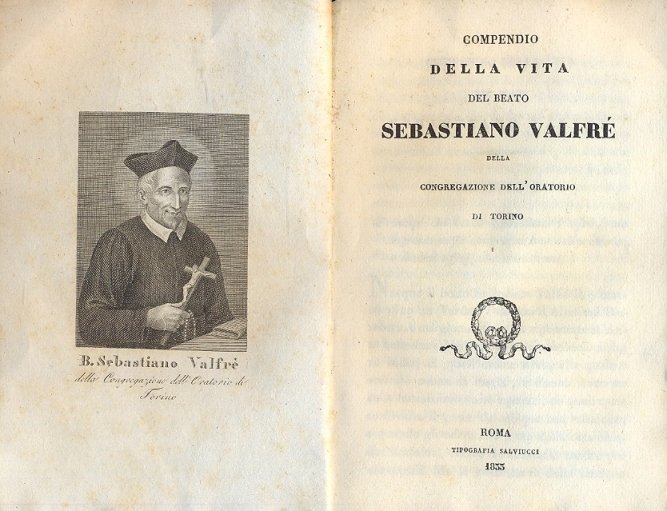 B. Sebastiano Valfrè
della Congregazione dell'Oratorio di
Torino
COMPENDIO
DELLA VITA
DEL BEATO
SEBASTIANO VALFRÉ
DELLA
CONGREGAZIONE DELL'ORATORIO
DI TORINO
ROMA
TIPOGRAFIA SALVIUCCI
1835